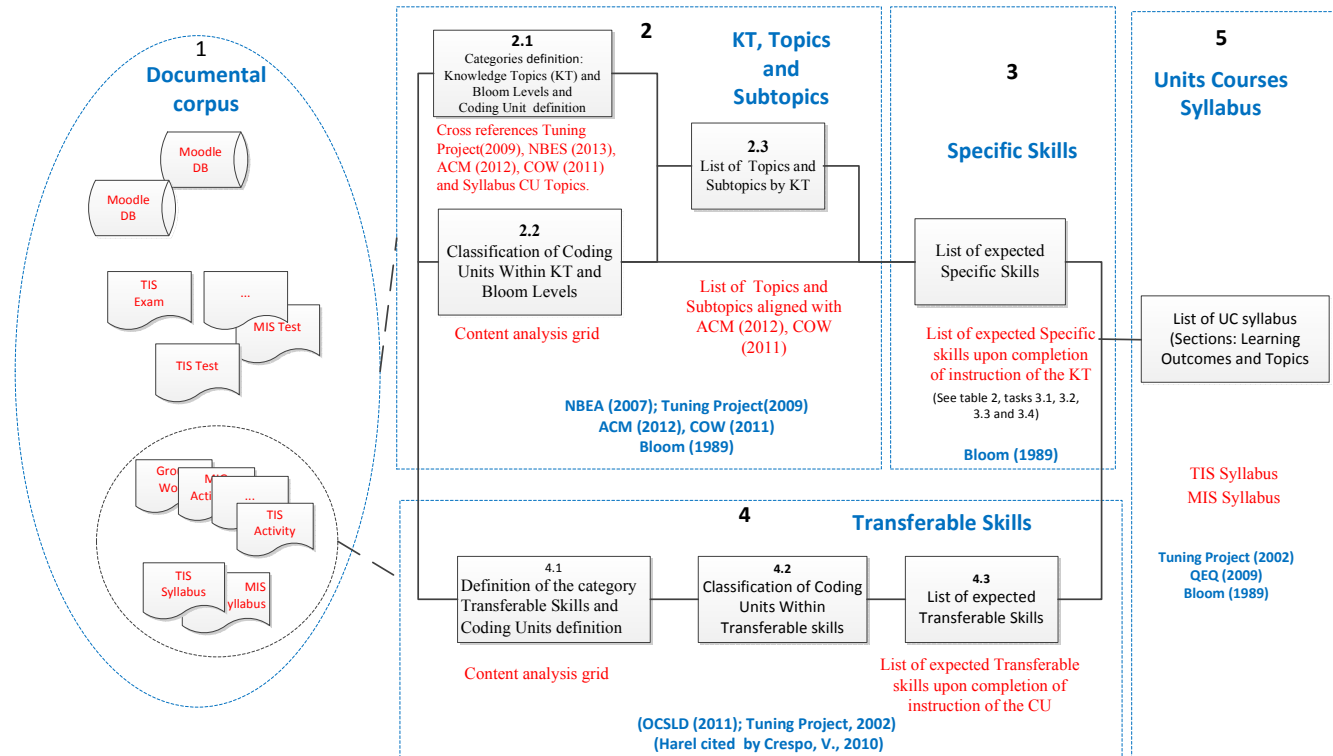 1
Documental
corpus
Moodle
DB
Moodle
DB
TIS
Exam
...
MIS Test
TIS Test
Wo
Acti
...
TIS
Activity
TIS
Syllabus
MIS
yllabus
2
KT, Topics
and
Subtopics
2.1
Categories definition:
Knowledge Topics (KT) and
Bloom Levels and
Coding Unit definition
Cross references Tuning
Project(2009), NBES (2013),
ACM (2012), COW (2011)
and Syllabus CU Topics.
2.2
Classification of Coding
Units Within KT and
Bloom Levels
Content analysis grid
2.3
List of Topics and
Subtopics by KT
List of Topics and
Subtopics aligned with
ACM (2012), COW
(2011)
NBEA (2007); Tuning Project(2009)
ACM (2012), COW (2011)
Bloom (1989)
3
Specific Skills
List of expected
Specific Skills
List of expected Specific
skills upon completion
of instruction of the KT
(See table 2, tasks 3.1, 3.2,
3.3 and 3.4)
Bloom (1989)
4
Transferable Skills
4.1
Definition of the category
Transferable Skills and
Coding Units definition
Content analysis grid
4.2
Classification of Coding
Units Within
Transferable skills
4.3
List of expected
Transferable Skills
List of expected Transferable
skills upon completion of
instruction of the CU
(OCSLD (2011); Tuning Project, 2002)
(Harel cited by Crespo, V., 2010)
5
Units Courses
Syllabus
List of UC syllabus
(Sections: Learning
Outcomes and Topics
TIS Syllabus
MIS Syllabus
Tuning Project (2002)
QEQ (2009)
Bloom (1989)